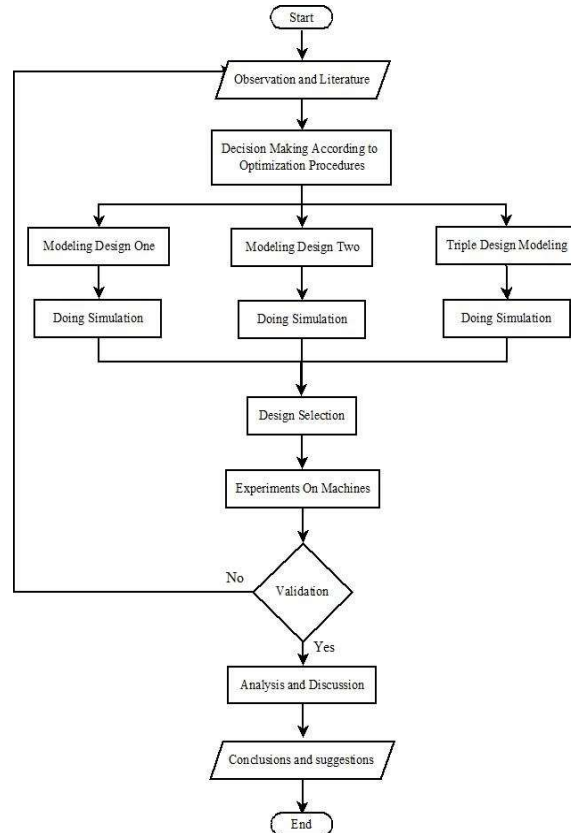 Start
Observation and Literature
Decision Making According to
Optimization Procedures
Modeling Design One
Modeling Design Two
Triple Design Modeling
Doing Simulation
Doing Simulation
Doing Simulation
Design Selection
Experiments On Machines
No
Validation
Yes
Analysis and Discussion
Conclusions and suggestions
End